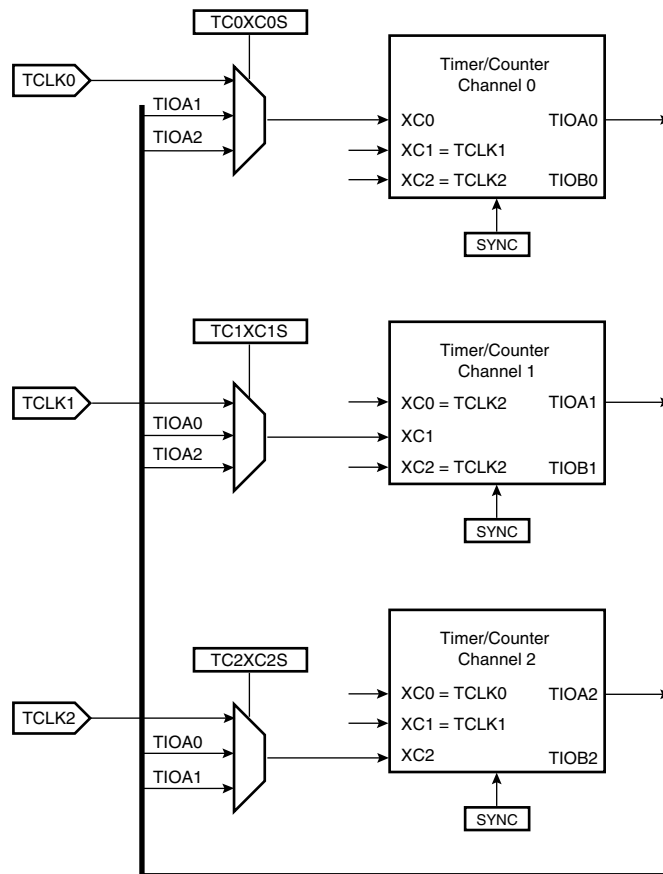 TC0XC0S
TCLK0
TIOA1
TIOA2
Timer/Counter
Channel 0
XC0
TIOA0
XC1 = TCLK1
XC2 = TCLK2
TIOB0
SYNC
TC1XC1S
TCLK1
TIOA0
TIOA2
Timer/Counter
Channel 1
XC0 = TCLK2
TIOA1
XC1
XC2 = TCLK2
TIOB1
SYNC
TC2XC2S
TCLK2
TIOA0
TIOA1
Timer/Counter
Channel 2
XC0 = TCLK0
TIOA2
XC1 = TCLK1
XC2
TIOB2
SYNC